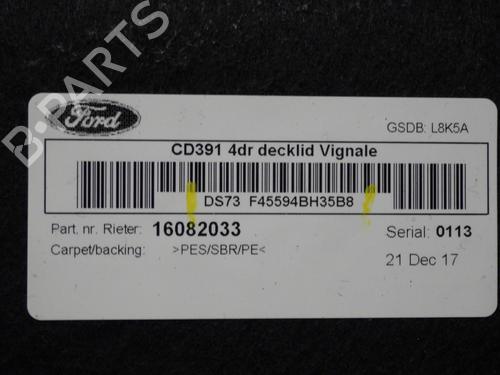 B-PARTS
Ford
GSDB: L8K5A
CD391 4dr decklid Vignale
DS73 F45594BH35B8
Part. nr. Rieter: 16082033
Serial: 0113
Carpet/backing: >PES/SBR/PE<
21 Dec 17